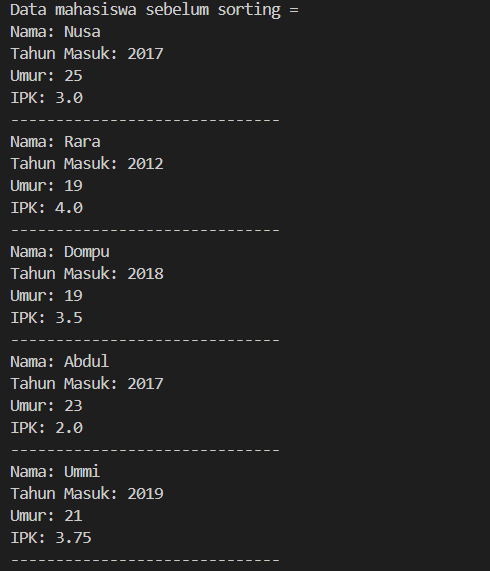 Data mahasiswa sebelum sorting =
Nama: Nusa
Tahun Masuk: 2017
Umur: 25
IPK: 3.0
------------------------------
Nama: Rara
Tahun Masuk: 2012
Umur: 19
IPK: 4.0
------------------------------
Nama: Dompu
Tahun Masuk: 2018
Umur: 19
IPK: 3.5
------------------------------
Nama: Abdul
Tahun Masuk: 2017
Umur: 23
IPK: 2.0
------------------------------
Nama: Ummi
Tahun Masuk: 2019
Umur: 21
IPK: 3.75
------------------------------